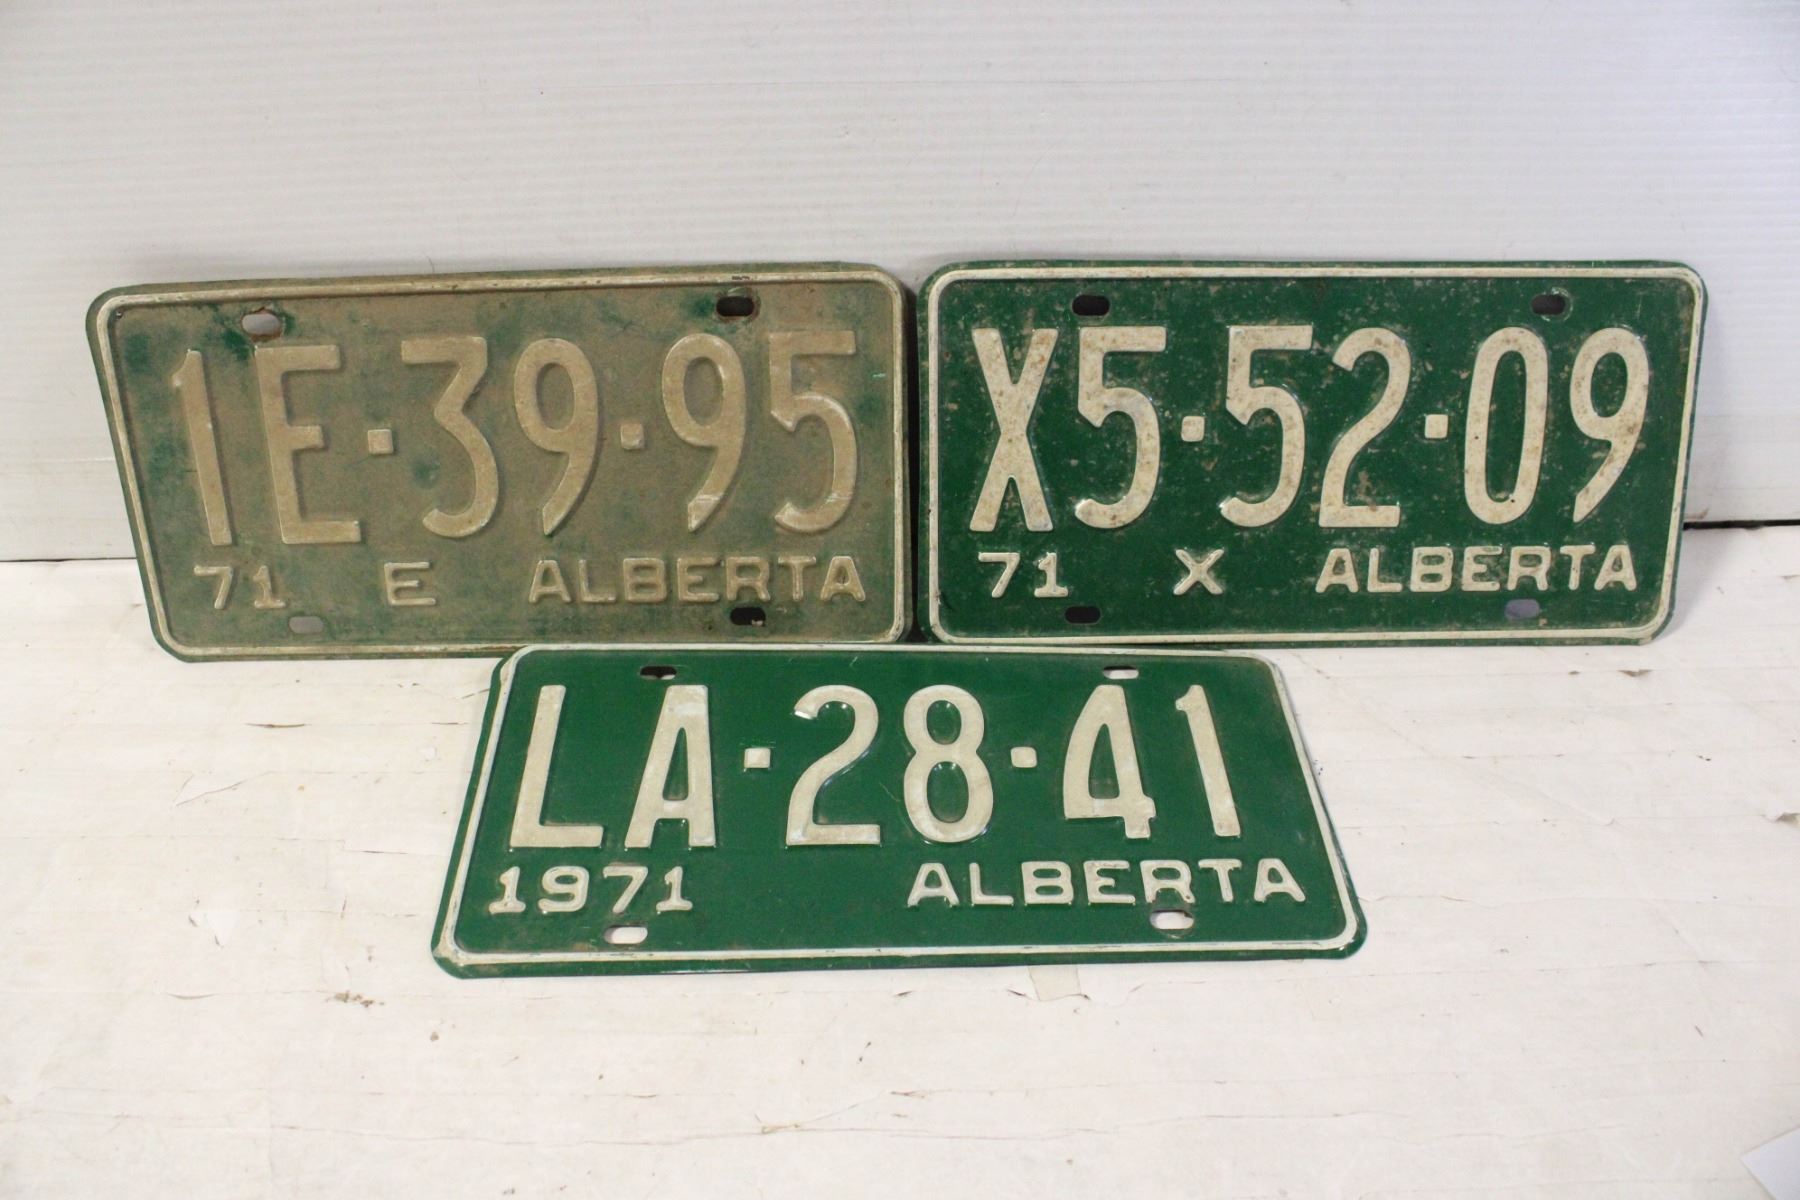 1E·39·95
71 E ALBERTA
X5·52·09
71 X ALBERTA
LA·28·41
1971 ALBERTA